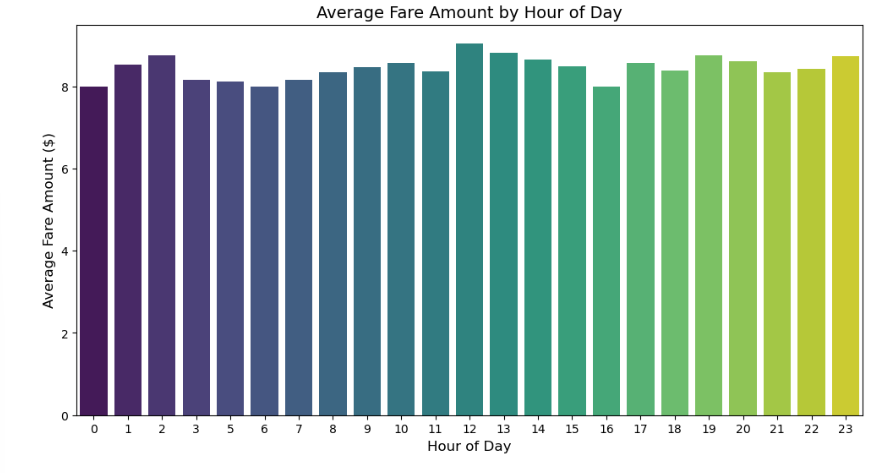 Average Fare Amount by Hour of Day
Average Fare Amount ($)
8
6
4
2
0
0 1 2 3 5 6 7 8 9 10 11 12 13 14 15 16 17 18 19 20 21 22 23
Hour of Day